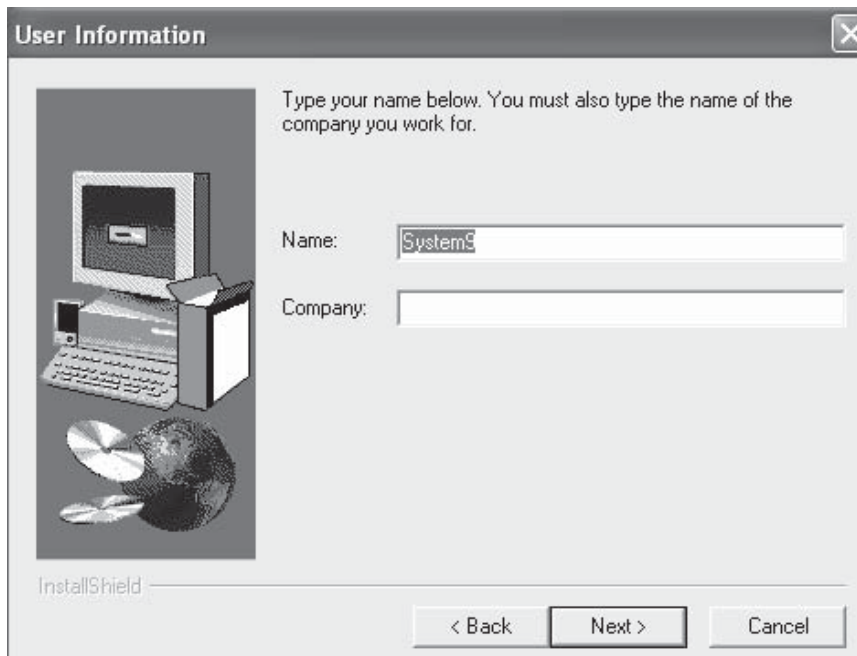 User Information
Type your name below. You must also type the name of the
company you work for.
Name:
System9
Company:
InstallShield
< Back
Next >
Cancel